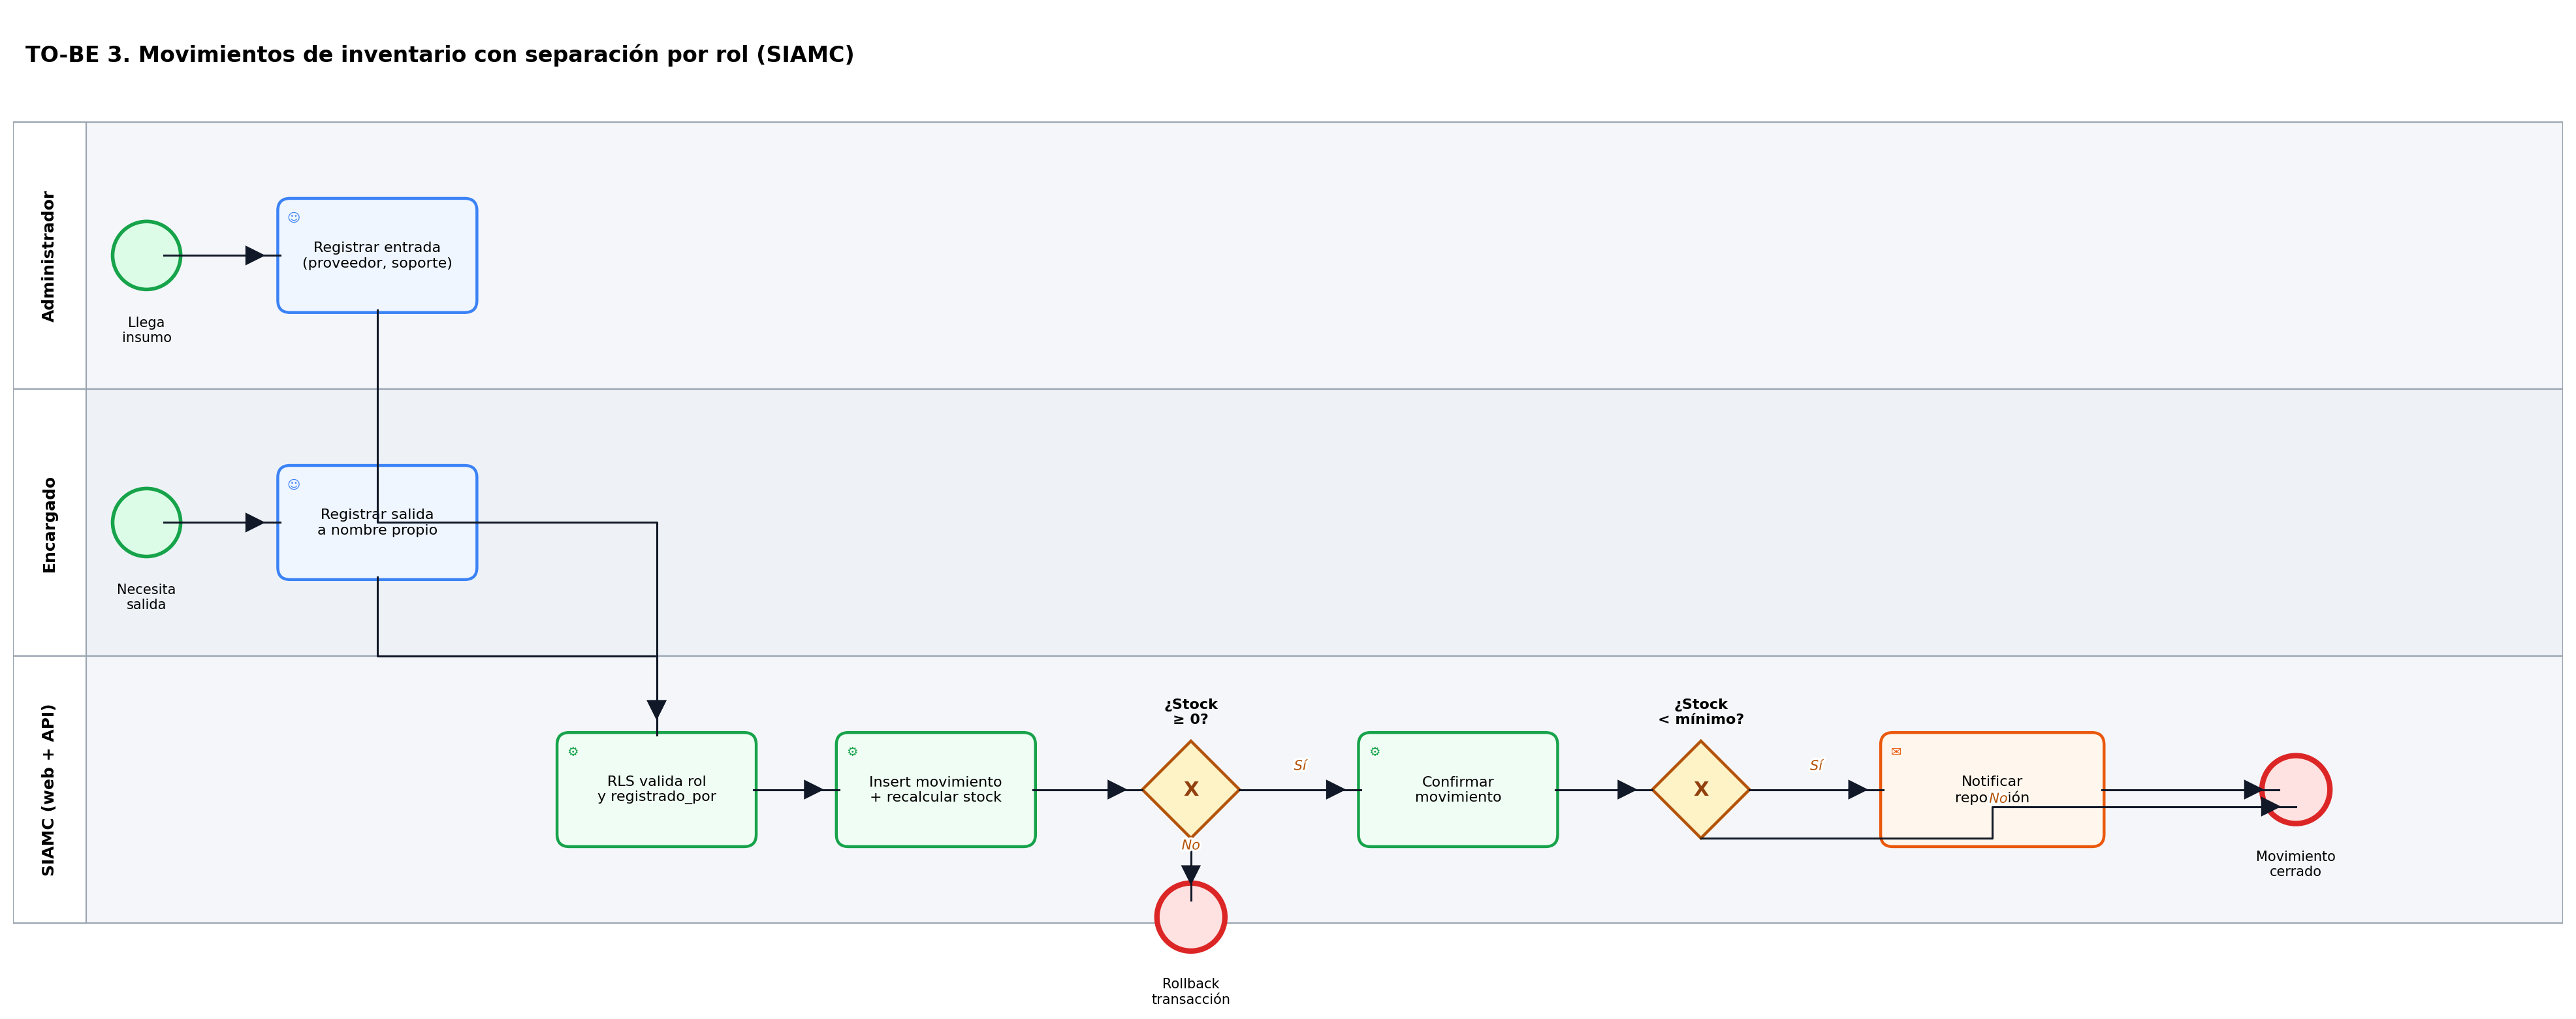 TO-BE 3. Movimientos de inventario con separación por rol (SIAMC)
Administrador
Llega
insumo
Registrar entrada
(proveedor, soporte)
Encargado
Necesita
salida
Registrar salida
a nombre propio
SIAMC (web + API)
RLS valida rol
y registrado_por
Insert movimiento
+ recalcular stock
¿Stock
≥ 0?
X
Sí
No
Rollback
transacción
Confirmar
movimiento
¿Stock
< mínimo?
X
Sí
Notificar
No
Movimiento
cerrado